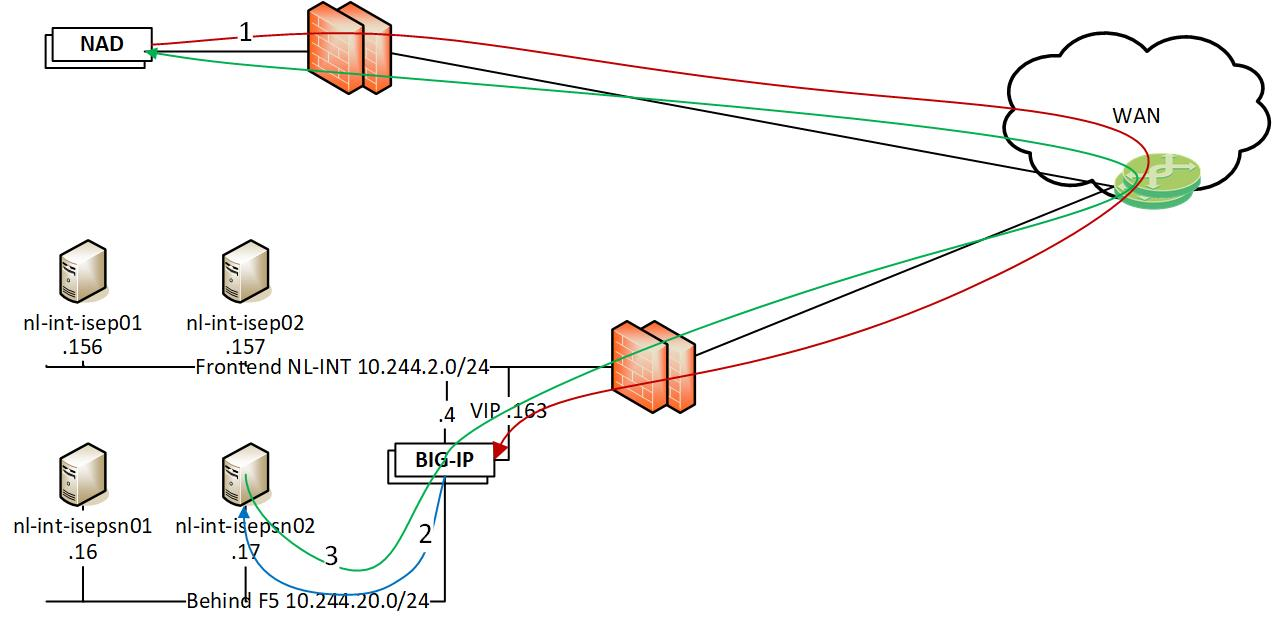 1
NAD
WAN
nl-int-isep01
nl-int-isep02
.156
.157
Frontend NL-INT 10.244.2.0/24
.4
VIP .163
BIG-IP
nl-int-isepsn01
nl-int-isepsn02
2
.16
.17
3
Behind F5 10.244.20.0/24